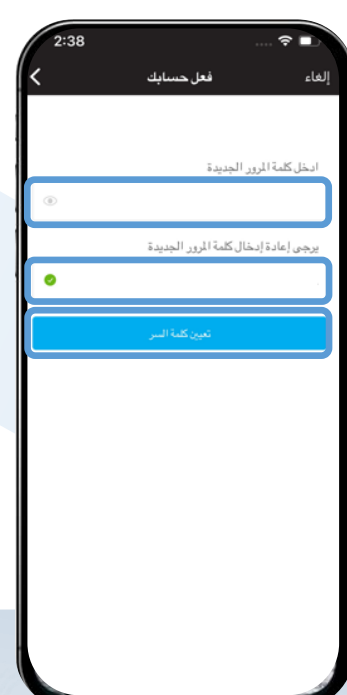 2:38
إلغاء
فعل حسابك
ادخل كلمة المرور الجديدة
يرجى إعادة إدخال كلمة المرور الجديدة
تعيين كلمة السر